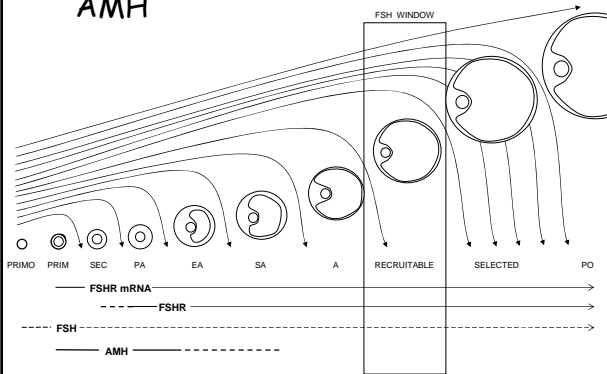 AMH
FSH WINDOW
PRIMO PRIM SEC PA EA SA A RECRUITABLE SELECTED PO
FSHR mRNA
FSHR
FSH
AMH